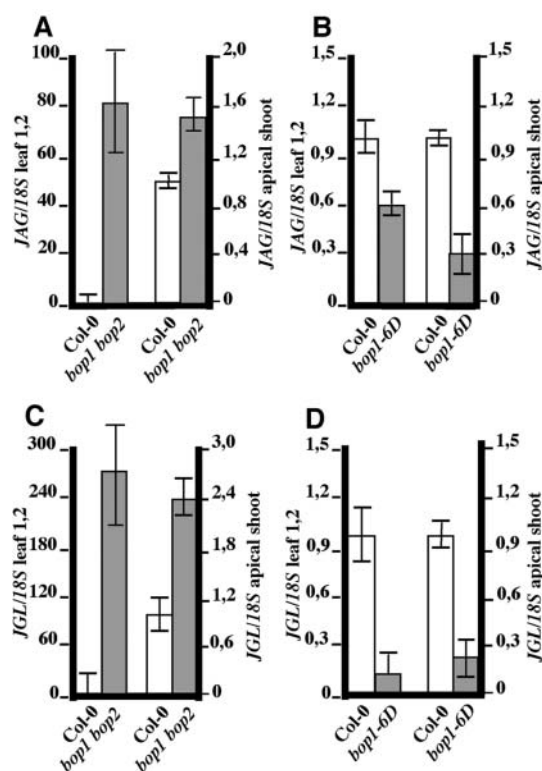 A
100
80
60
40
20
0
JAG/18S leaf 1,2
2,0
1,6
1,2
0,8
0,4
0
JAG/18S apical shoot
Col-0
bop1 bop2
Col-0
bop1 bop2
B
1,5
1,2
0,9
0,6
0,3
0
JAG/18S leaf 1,2
1,5
1,2
0,9
0,6
0,3
0
JAG/18S apical shoot
Col-0
bop1-6D
Col-0
bop1-6D
C
300
240
180
120
60
0
JGL/18S leaf 1,2
3,0
2,4
1,8
1,2
0,6
0
JGL/18S apical shoot
Col-0
bop1 bop2
Col-0
bop1 bop2
D
1,5
1,2
0,9
0,6
0,3
0
JGL/18S leaf 1,2
1,5
1,2
0,9
0,6
0,3
0
JGL/18S apical shoot
Col-0
bop1-6D
Col-0
bop1-6D